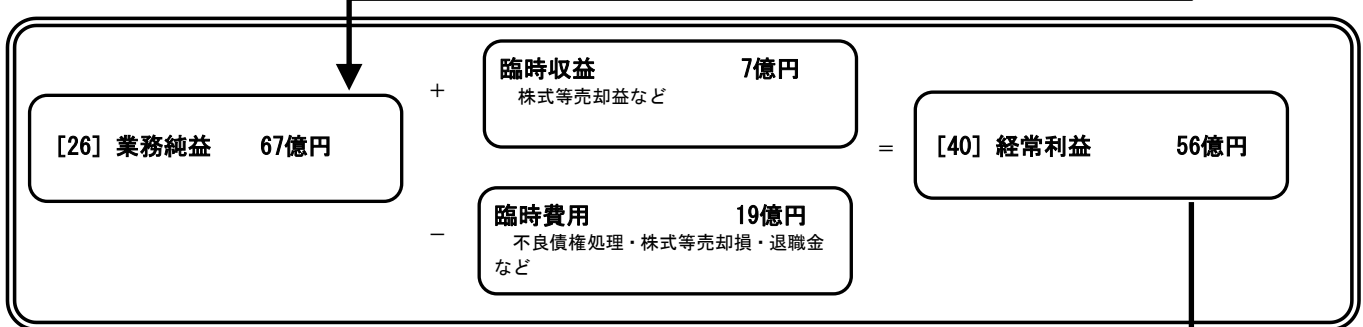 臨時収益 7億円
株式等売却益など
+
[26] 業務純益 67億円
=
[40] 経常利益 56億円
−
臨時費用 19億円
不良債権処理・株式等売却損・退職金
など